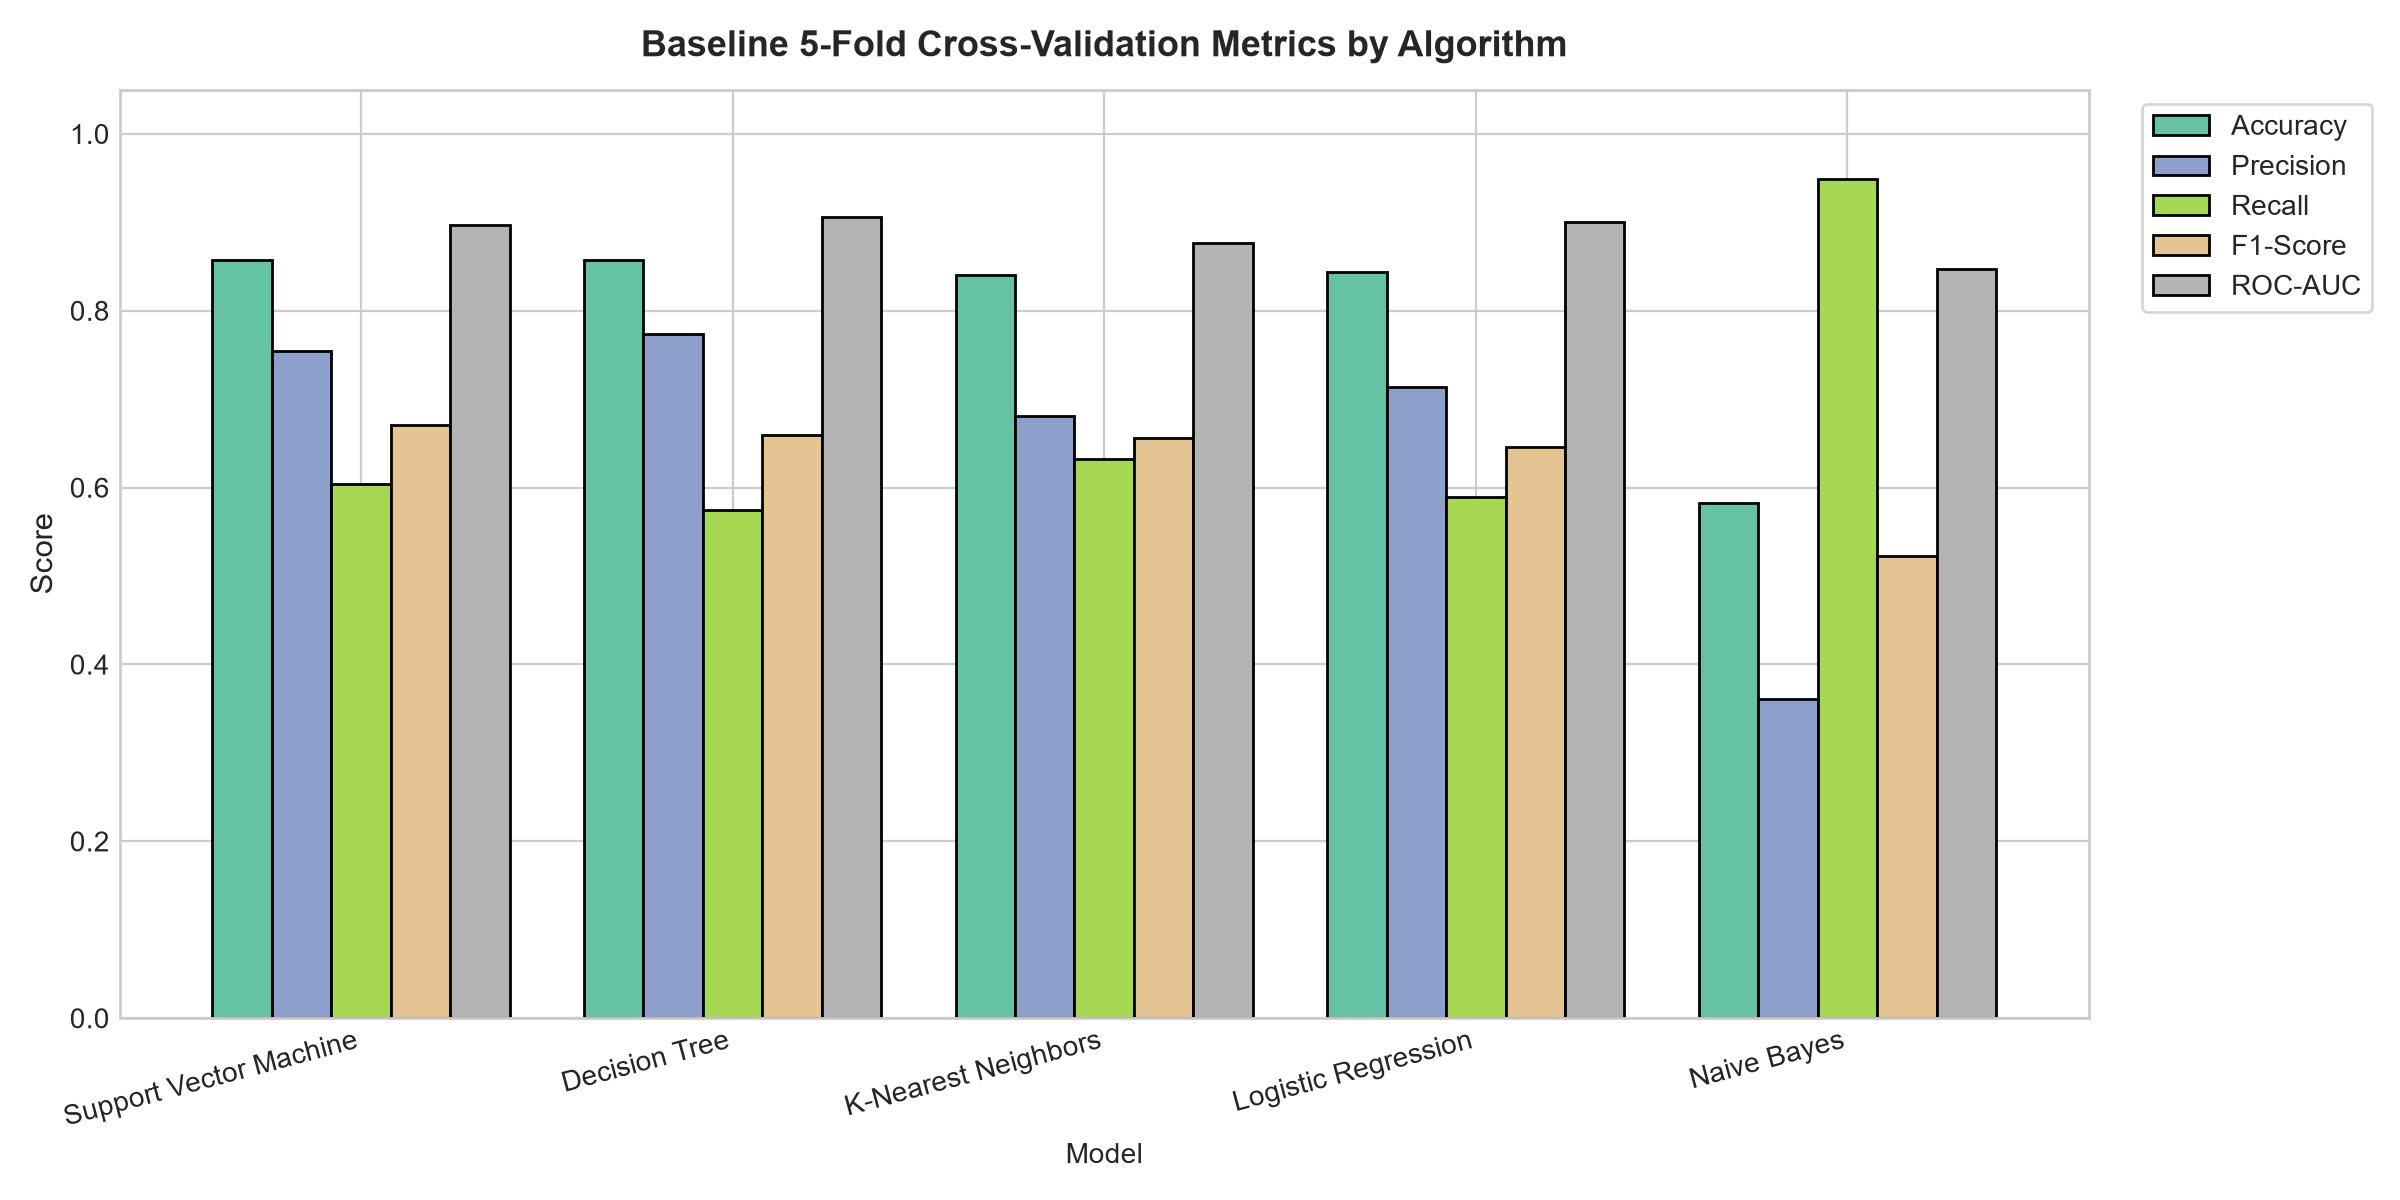 Baseline 5-Fold Cross-Validation Metrics by Algorithm
1.0
0.8
0.6
0.4
0.2
0.0
Score
Support Vector Machine
Decision Tree
K-Nearest Neighbors
Logistic Regression
Naive Bayes
Model
Accuracy
Precision
Recall
F1-Score
ROC-AUC